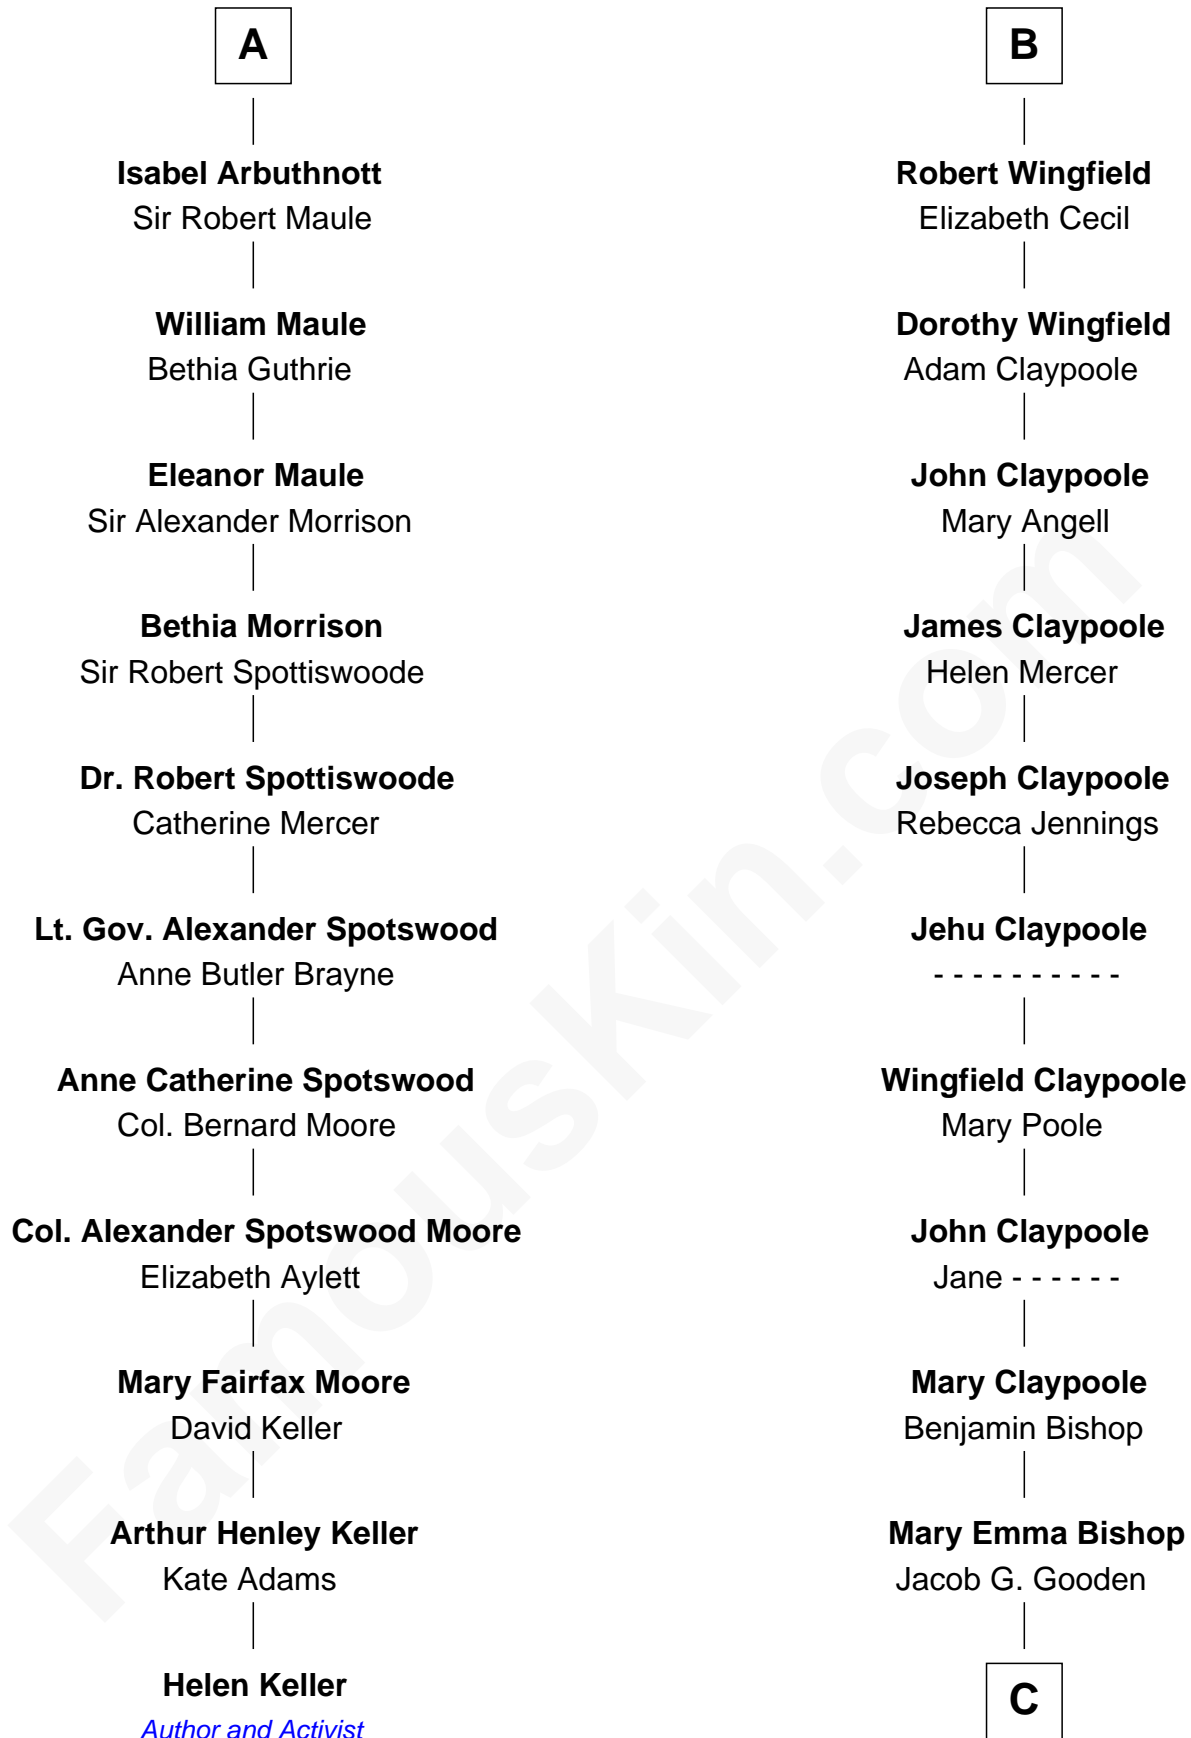 A
Isabel Arbuthnott
Sir Robert Maule
William Maule
Bethia Guthrie
Eleanor Maule
Sir Alexander Morrison
Bethia Morrison
Sir Robert Spottiswoode
Dr. Robert Spottiswoode
Catherine Mercer
Lt. Gov. Alexander Spotswood
Anne Butler Brayne
Anne Catherine Spotswood
Col. Bernard Moore
Col. Alexander Spotswood Moore
Elizabeth Aylett
Mary Fairfax Moore
David Keller
Arthur Henley Keller
Kate Adams
Helen Keller
Author and Activist
B
Robert Wingfield
Elizabeth Cecil
Dorothy Wingfield
Adam Claypoole
John Claypoole
Mary Angell
James Claypoole
Helen Mercer
Joseph Claypoole
Rebecca Jennings
Jehu Claypoole
- - - - - - - - - -
Wingfield Claypoole
Mary Poole
John Claypoole
Jane - - - - - -
Mary Claypoole
Benjamin Bishop
Mary Emma Bishop
Jacob G. Gooden
C
FamousKin.com